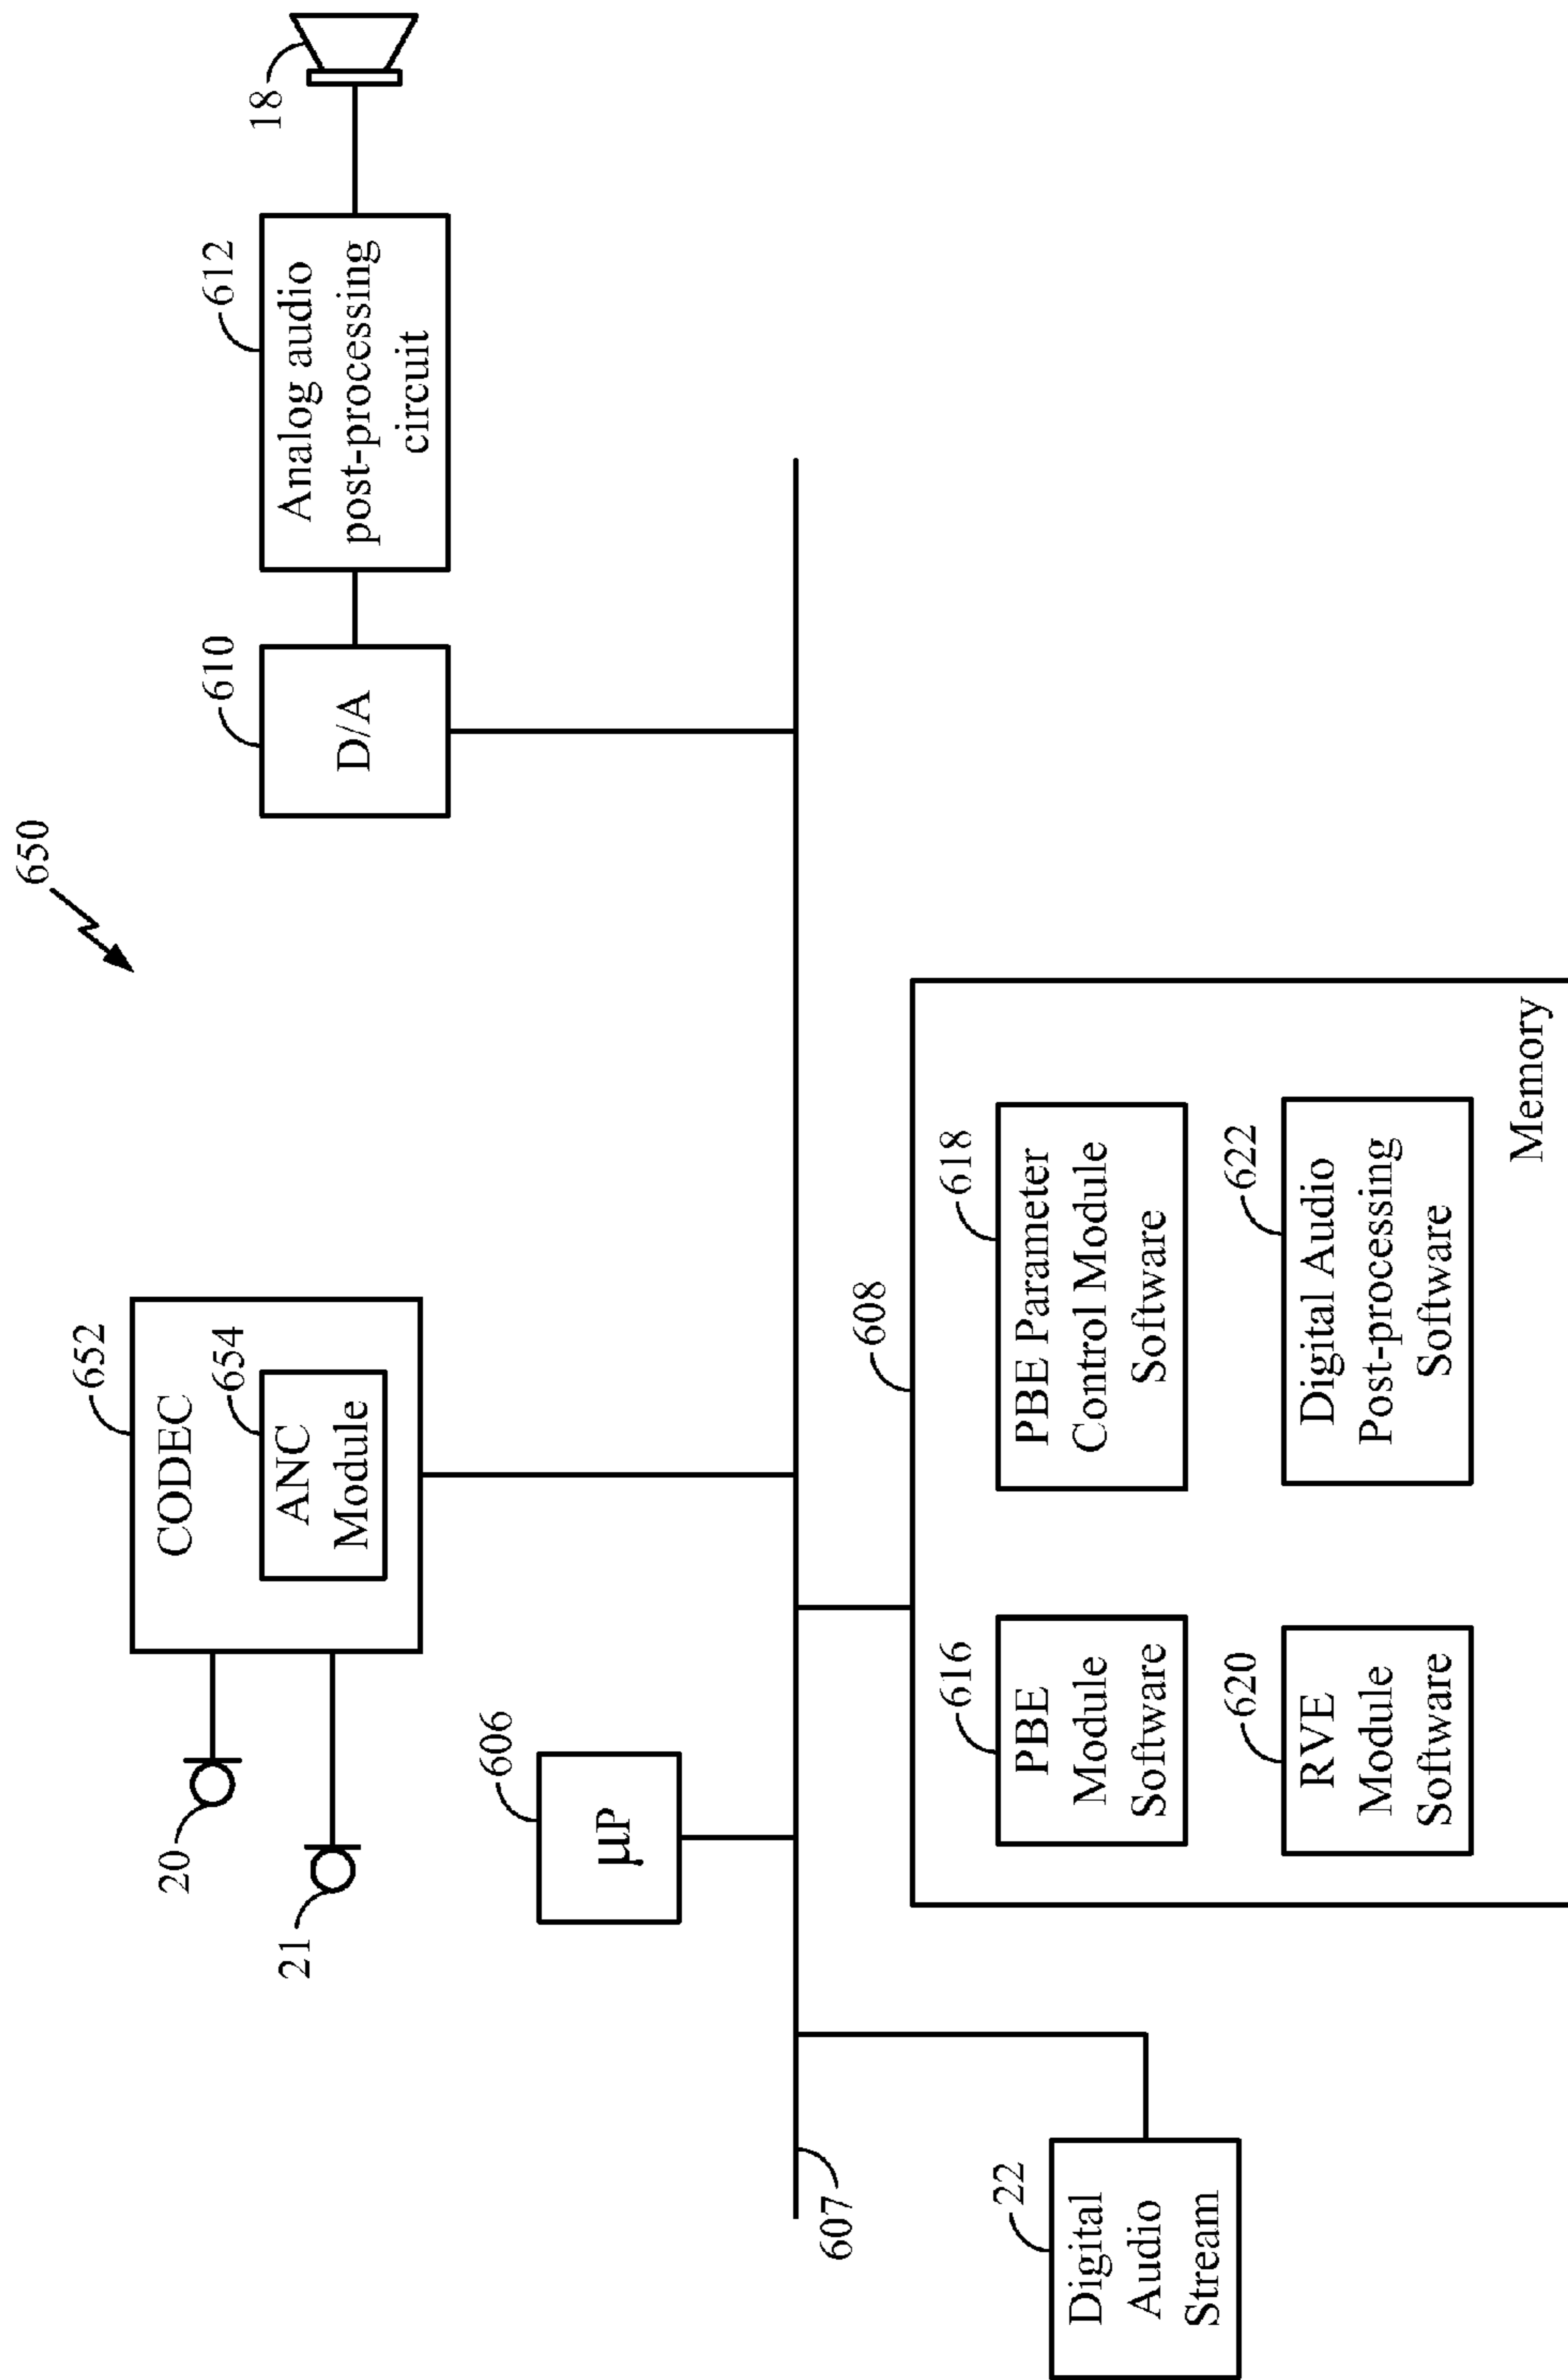 650
652
CODEC
654
ANC
Module
20
21
610
D/A
612
Analog audio
post-processing
circuit
18
606
μP
607
22
Digital
Audio
Stream
608
616
PBE
Module
Software
618
PBE Parameter
Control Module
Software
620
RVE
Module
Software
622
Digital Audio
Post-processing
Software
Memory